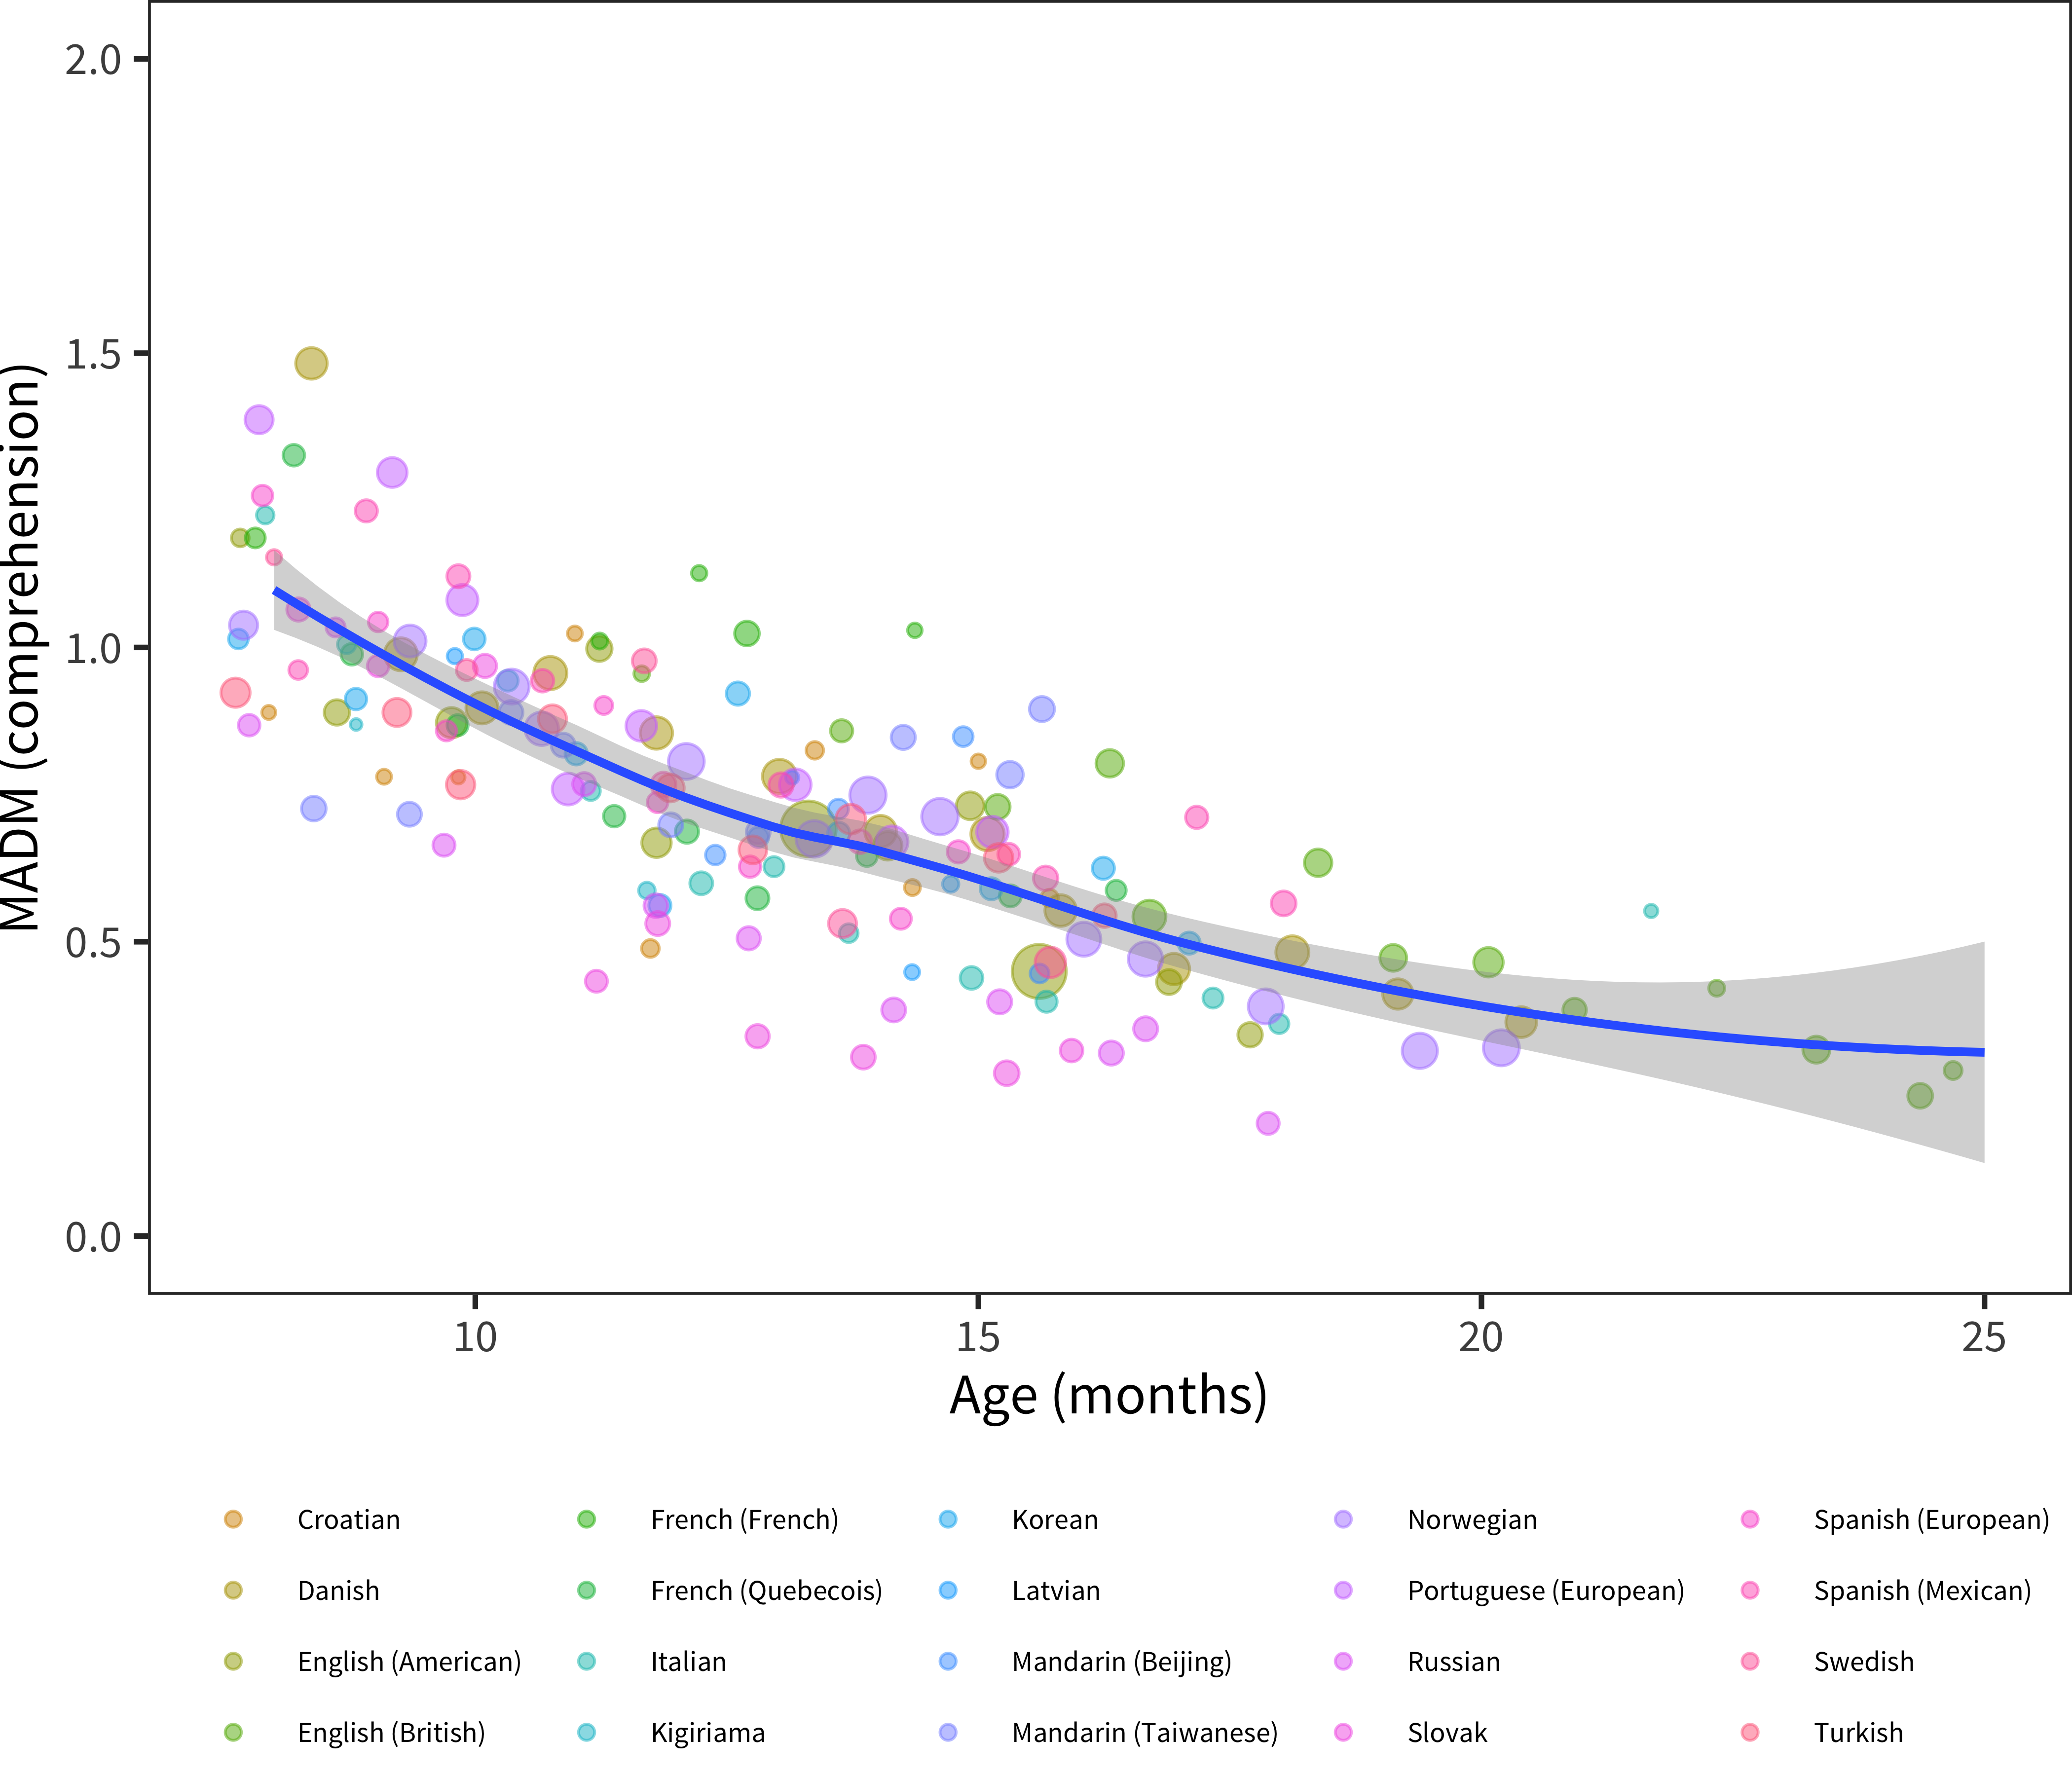 MADM (comprehension)
2.0
1.5
1.0
0.5
0.0
10 15 20 25
Age (months)
Croatian French (French) Korean Norwegian Spanish (European)
Danish French (Quebecois) Latvian Portuguese (European) Spanish (Mexican)
English (American) Italian Mandarin (Beijing) Russian Swedish
English (British) Kigiriama Mandarin (Taiwanese) Slovak Turkish